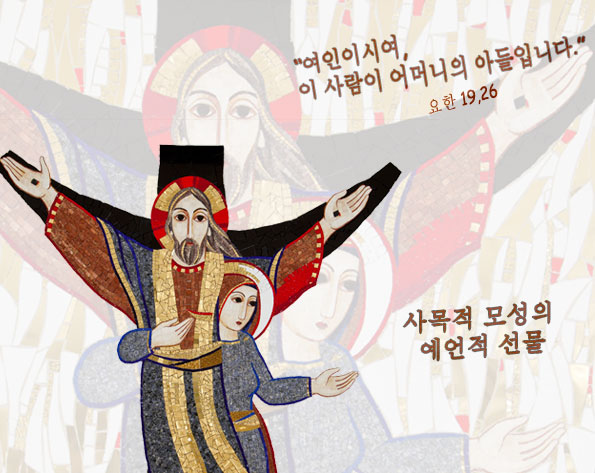 "여인이시여,
이 사람이 어머니의 아들입니다."
요한 19,26
사목적 모성의
예언적 선물